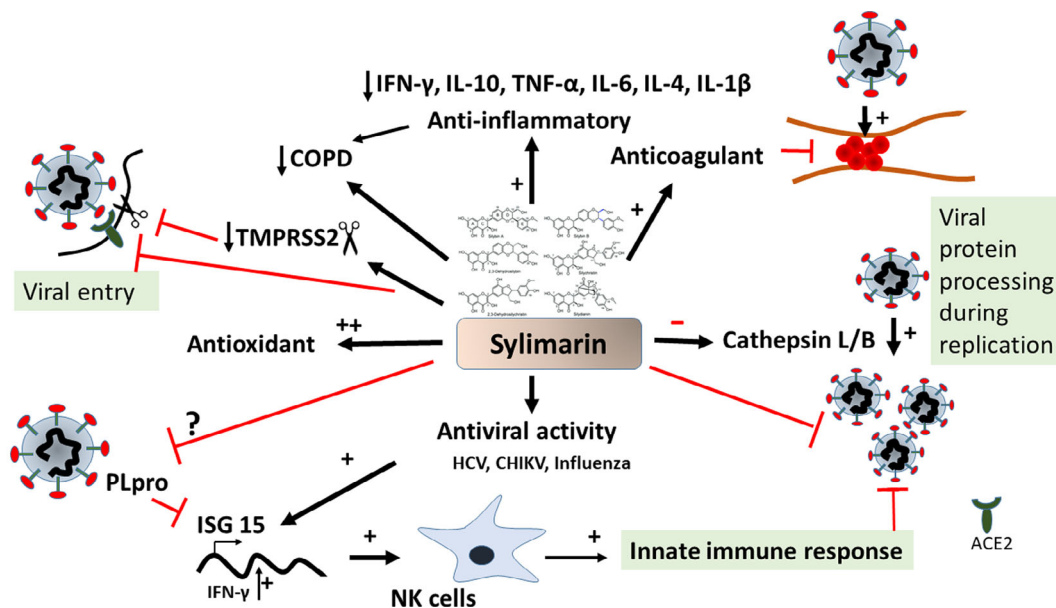 ↓IFN-γ, IL-10, TNF-α, IL-6, IL-4, IL-1β
+
Anti-inflammatory
Anticoagulant
↓COPD
+
+
Silybin A
Silybin B
↓TMPRSS2
Viral
protein
processing
during
replication
Viral entry
++
Sylimarin
−
Antioxidant
Cathepsin L/B
+
?
Antiviral activity
HCV, CHIKV, Influenza
PLpro
+
ISG 15
+
+
Innate immune response
ACE2
IFN-γ
+
NK cells